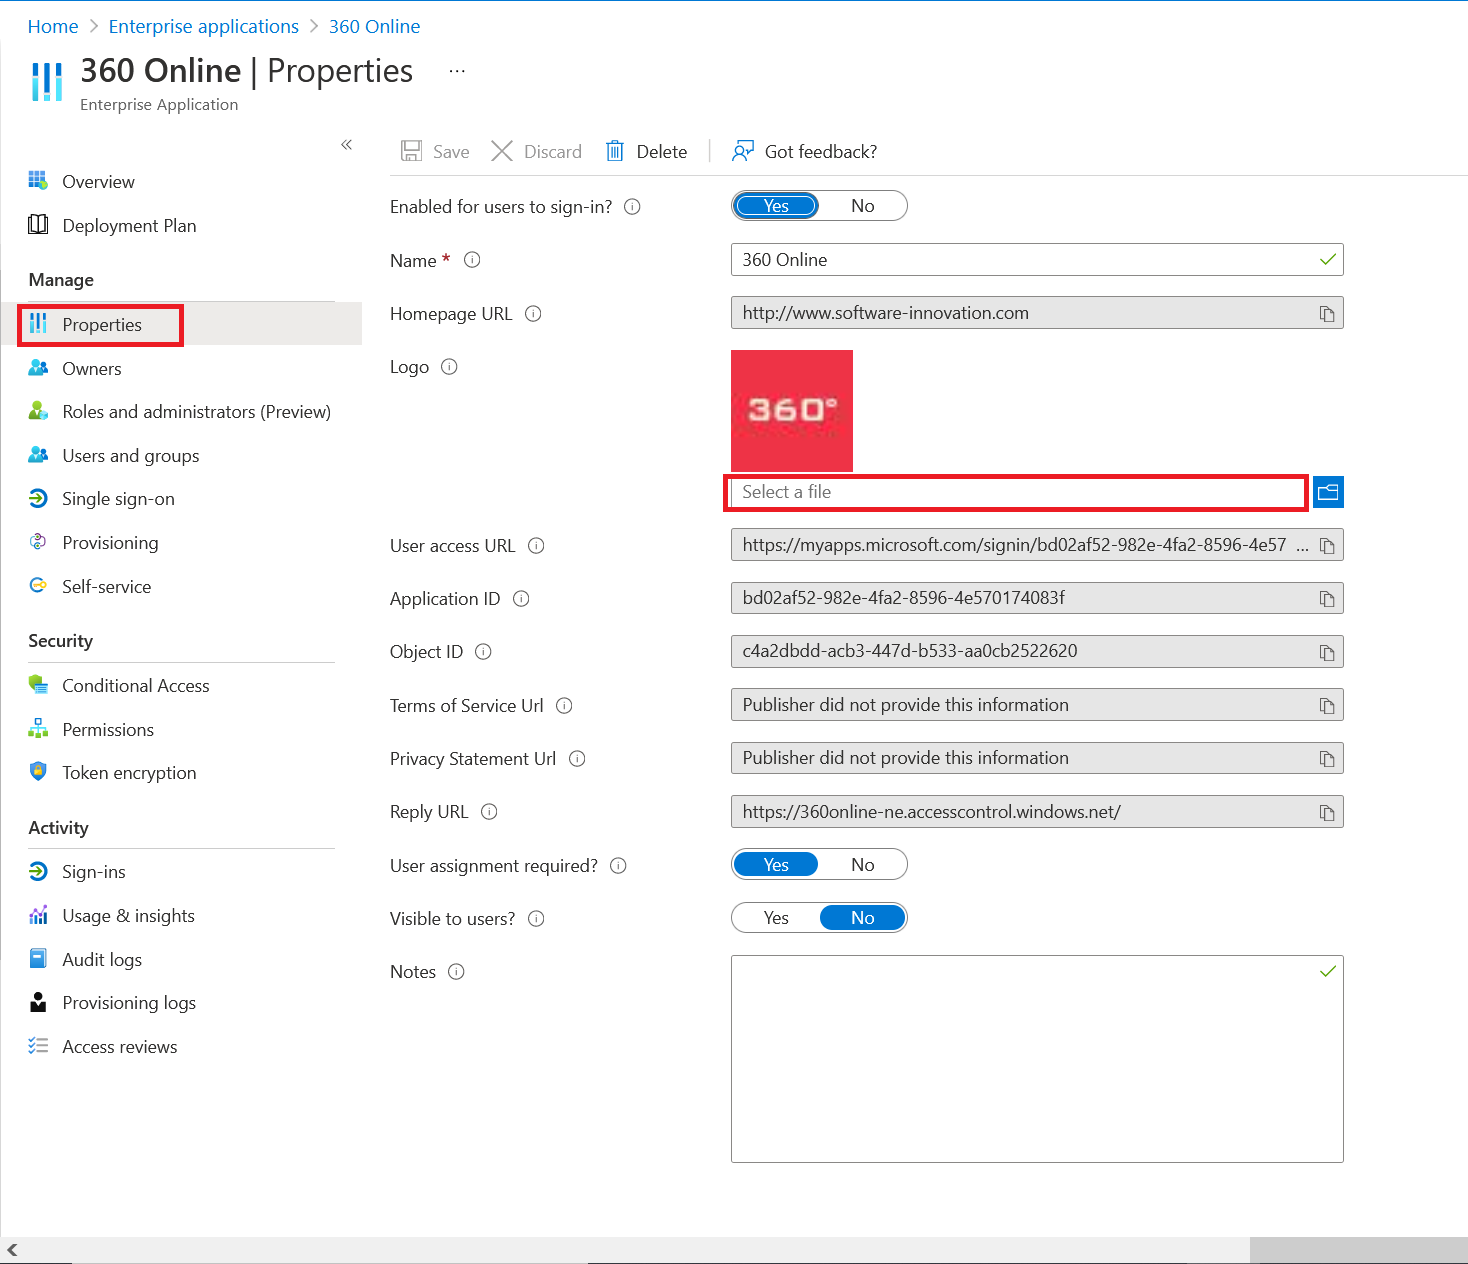 Home > Enterprise applications > 360 Online
360 Online | Properties ...
Enterprise Application
«
Save Discard Delete Got feedback?
Overview
Deployment Plan
Manage
Properties
Owners
Roles and administrators (Preview)
Users and groups
Single sign-on
Provisioning
Self-service
Security
Conditional Access
Permissions
Token encryption
Activity
Sign-ins
Usage & insights
Audit logs
Provisioning logs
Access reviews
Enabled for users to sign-in? Yes No
Name * 360 Online
Homepage URL http://www.software-innovation.com
Logo
360°
Select a file
User access URL https://myapps.microsoft.com/signin/bd02af52-982e-4fa2-8596-4e57 ...
Application ID bd02af52-982e-4fa2-8596-4e570174083f
Object ID c4a2dbdd-acb3-447d-b533-aa0cb2522620
Terms of Service Url Publisher did not provide this information
Privacy Statement Url Publisher did not provide this information
Reply URL https://360online-ne.accesscontrol.windows.net/
User assignment required? Yes No
Visible to users? Yes No
Notes